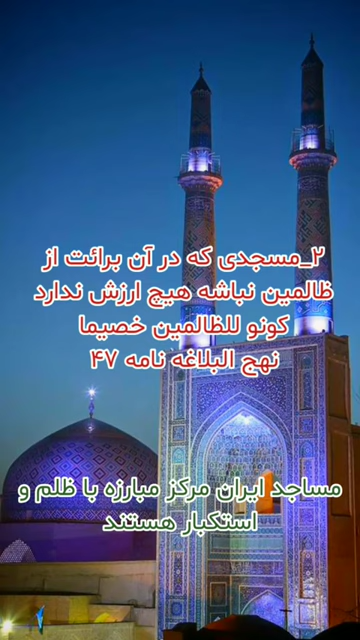 ۲_مسجدی که در آن برائت از
ظالمین نباشه هیچ ارزش ندارد
کونو للظالمین خصیما
نهج البلاغه نامه ۴۷
مساجد ایران مرکز مبارزه با ظلم و
استکبار هستند